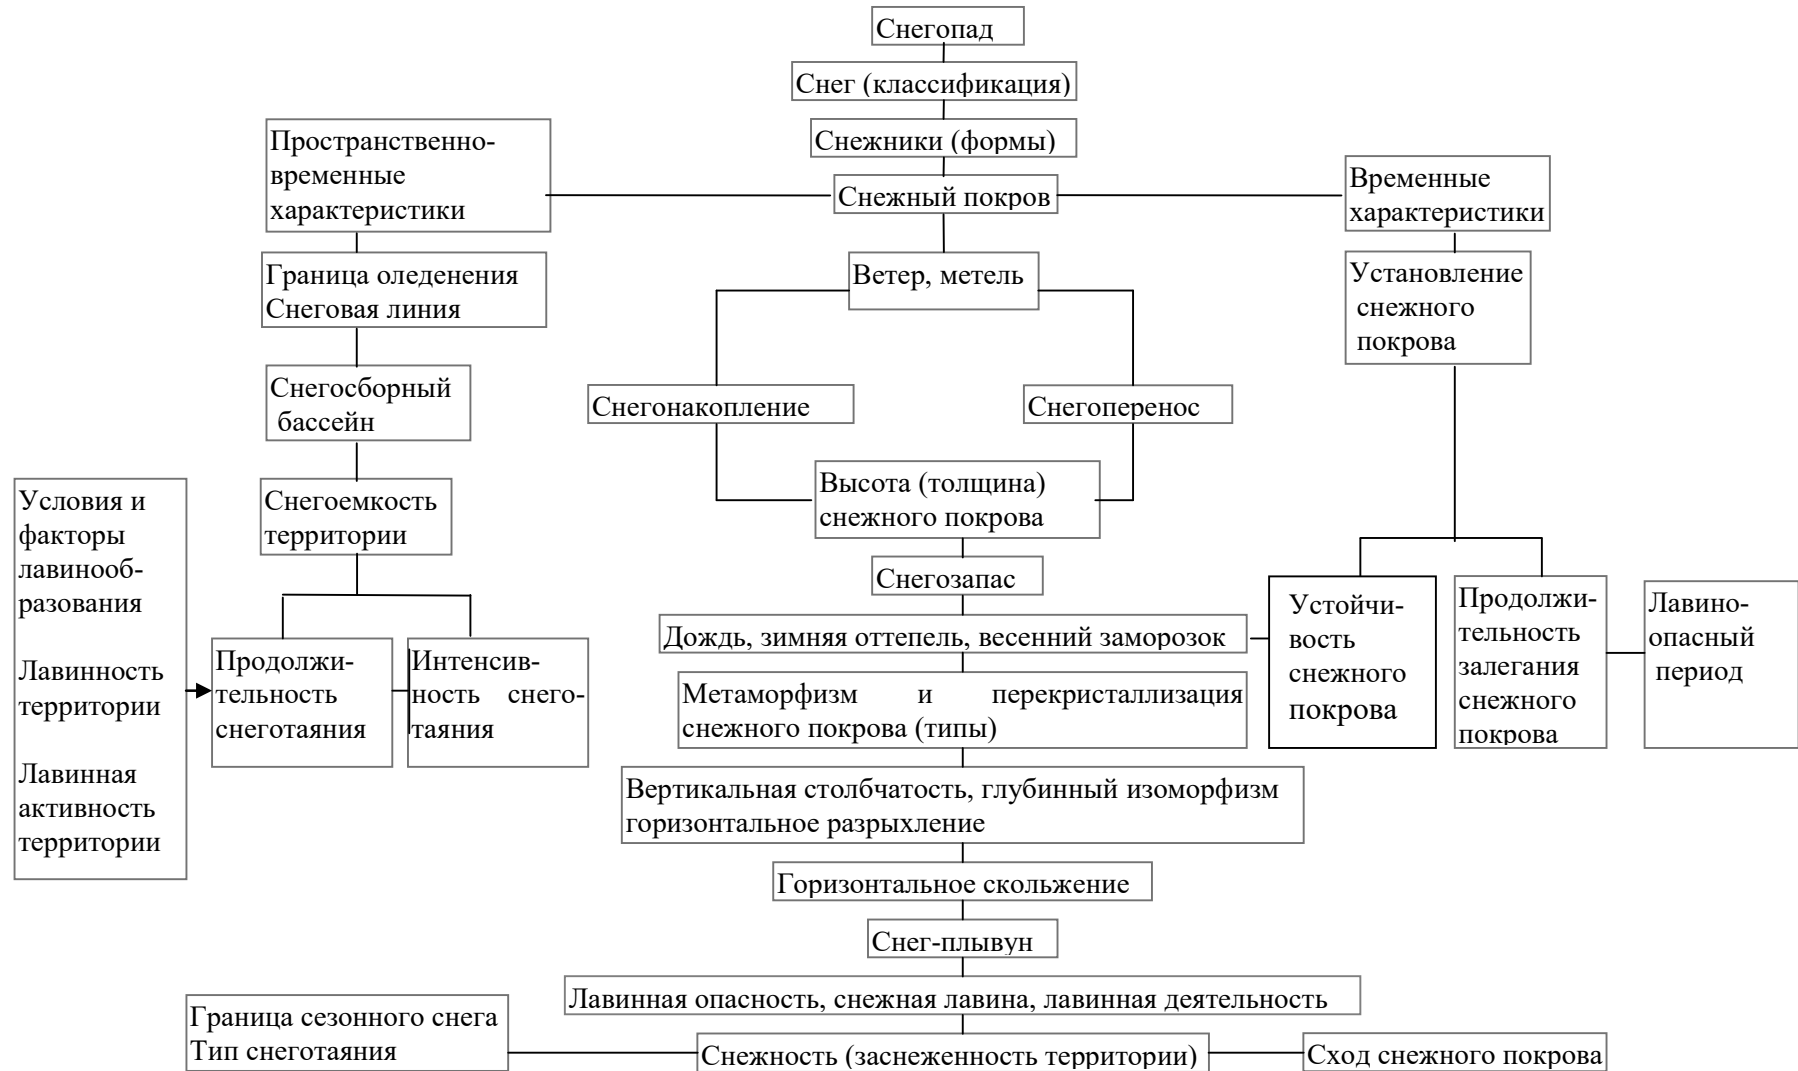 Снегопад
Снег (классификация)
Снежники (формы)
Снежный покров
Пространственно-
временные
характеристики
Временные
характеристики
Граница оледенения
Снеговая линия
Ветер, метель
Установление
снежного
покрова
Снегосборный
бассейн
Снегонакопление
Снегоперенос
Условия и
факторы
лавинооб-
разования
Лавинность
территории
Лавинная
активность
территории
Снегоемкость
территории
Высота (толщина)
снежного покрова
Снегозапас
Дождь, зимняя оттепель, весенний заморозок
Устойчи-
вость
снежного
покрова
Продолжи-
тельность
залегания
снежного
покрова
Лавино-
опасный
период
Продолжи-
тельность
снеготаяния
Интенсив-
ность снего-
таяния
Метаморфизм и перекристаллизация
снежного покрова (типы)
Вертикальная столбчатость, глубинный изоморфизм
горизонтальное разрыхление
Горизонтальное скольжение
Снег-плывун
Лавинная опасность, снежная лавина, лавинная деятельность
Граница сезонного снега
Тип снеготаяния
Снежность (заснеженность территории)
Сход снежного покрова